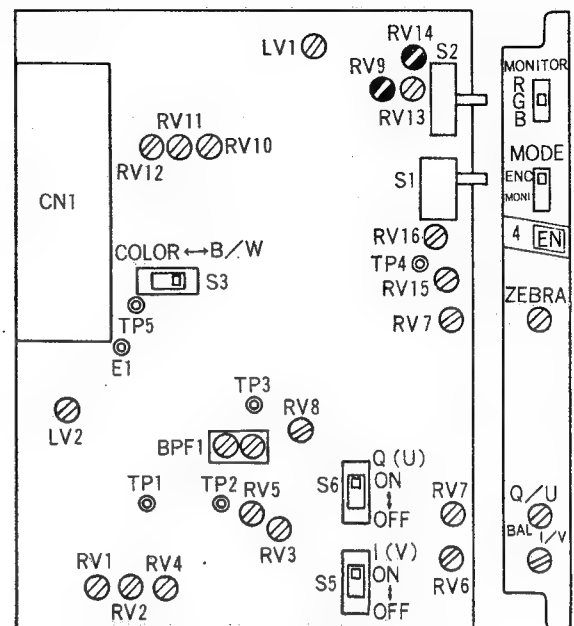 RV14
LV1
S2
RV9
MONITOR
R
G
B
RV13
RV11
RV10
RV12
MODE
ENC
MONI
S1
CN1
4 EN
RV16
COLOR ↔ B/W
TP4
S3
RV15
ZEBRA
TP5
RV7
E1
TP3
RV8
LV2
BPF1
Q (U)
S6
ON
↕
OFF
TP1
TP2
RV5
RV7
Q/U
RV3
BAL
I/V
I (V)
S5
ON
↕
OFF
RV1
RV4
RV6
RV2